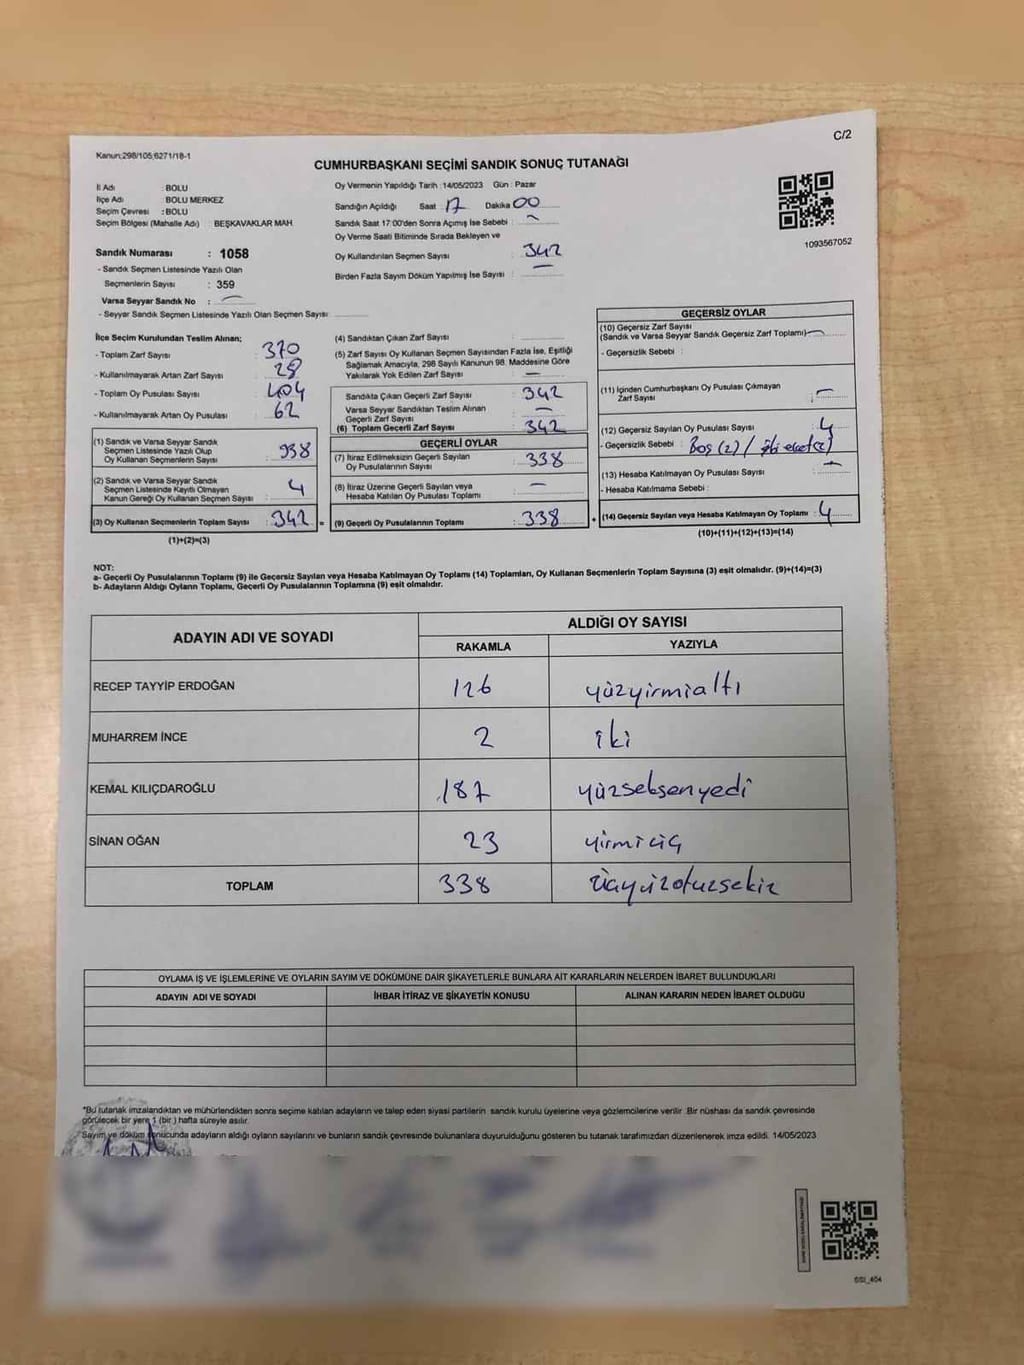 C/2
Kanun:298/105;6271/18-1
CUMHURBAŞKANI SEÇİMİ SANDIK SONUÇ TUTANAĞI
İl Adı : BOLU
İlçe Adı : BOLU MERKEZ
Seçim Çevresi : BOLU
Seçim Bölgesi (Mahalle Adı) BEŞKAVAKLAR MAH.
Sandık Numarası : 1058
- Sandık Seçmen Listesinde Yazılı Olan
Seçmenlerin Sayısı : 359
Varsa Seyyar Sandık No :
- Seyyar Sandık Seçmen Listesinde Yazılı Olan Seçmen Sayısı
Oy Vermenin Yapıldığı Tarih :14/05/2023 Gün : Pazar
Sandığın Açıldığı Saat 17 Dakika 00
Sandık Saat 17:00'den Sonra Açmış İse Sebebi :
Oy Verme Saati Bitiminde Sırada Bekleyen ve
Oy Kullandırılan Seçmen Sayısı : 342
Birden Fazla Sayım Döküm Yapılmış İse Sayısı :
1093567052
İlçe Seçim Kurulundan Teslim Alınan;
- Toplam Zarf Sayısı : 370
- Kullanılmayarak Artan Zarf Sayısı : 28
- Toplam Oy Pusulası Sayısı : 404
- Kullanılmayarak Artan Oy Pusulası : 62
(1) Sandık ve Varsa Seyyar Sandık
Seçmen Listesinde Yazılı Olup
Oy Kullanan Seçmenlerin Sayısı : 338
(2) Sandık ve Varsa Seyyar Sandık
Seçmen Listesinde Kayıtlı Olmayan
Kanun Gereği Oy Kullanan Seçmen Sayısı : 4
(3) Oy Kullanan Seçmenlerin Toplam Sayısı : 342 =
(1)+(2)=(3)
(4) Sandıktan Çıkan Zarf Sayısı :
(5) Zarf Sayısı Oy Kullanan Seçmen Sayısından Fazla İse, Eşitliği
Sağlamak Amacıyla, 298 Sayılı Kanunun 98. Maddesine Göre
Yakılarak Yok Edilen Zarf Sayısı :
Sandıkta Çıkan Geçerli Zarf Sayısı : 342
Varsa Seyyar Sandıktan Teslim Alınan
Geçerli Zarf Sayısı :
(6) Toplam Geçerli Zarf Sayısı : 342
GEÇERLİ OYLAR
(7) İtiraz Edilmeksizin Geçerli Sayılan
Oy Pusulalarının Sayısı : 338
(8) İtiraz Üzerine Geçerli Sayılan veya
Hesaba Katılan Oy Pusulası Toplamı :
(9) Geçerli Oy Pusulalarının Toplamı : 338 +
GEÇERSİZ OYLAR
(10) Geçersiz Zarf Sayısı
(Sandık ve Varsa Seyyar Sandık Geçersiz Zarf Toplamı)
- Geçersizlik Sebebi :
(11) İçinden Cumhurbaşkanı Oy Pusulası Çıkmayan
Zarf Sayısı :
(12) Geçersiz Sayılan Oy Pusulası Sayısı : 4
- Geçersizlik Sebebi : Boş (2) /
(13) Hesaba Katılmayan Oy Pusulası Sayısı :
- Hesaba Katılmama Sebebi :
(14) Geçersiz Sayılan veya Hesaba Katılmayan Oy Toplamı : 4
(10)+(11)+(12)+(13)=(14)
NOT:
a- Geçerli Oy Pusulalarının Toplamı (9) ile Geçersiz Sayılan veya Hesaba Katılmayan Oy Toplamı (14) Toplamları, Oy Kullanan Seçmenlerin Toplam Sayısına (3) eşit olmalıdır. (9)+(14)=(3)
b- Adayların Aldığı Oyların Toplamı, Geçerli Oy Pusulalarının Toplamına (9) eşit olmalıdır.
ADAYIN ADI VE SOYADI
ALDIĞI OY SAYISI
RAKAMLA YAZIYLA
RECEP TAYYİP ERDOĞAN 126 yüzyirmialtı
MUHARREM İNCE 2 iki
KEMAL KILIÇDAROĞLU 187 yüzseksenyedi
SİNAN OĞAN 23 yirmiüç
TOPLAM 338 üçyüzotuzsekiz
OYLAMA İŞ VE İŞLEMLERİNE VE OYLARIN SAYIM VE DÖKÜMÜNE DAİR ŞİKAYETLERLE BUNLARA AİT KARARLARIN NELERDEN İBARET BULUNDUKLARI
ADAYIN ADI VE SOYADI İHBAR İTİRAZ VE ŞİKAYETİN KONUSU ALINAN KARARIN NEDEN İBARET OLDUĞU
*Bu tutanak imzalandıktan ve mühürlendikten sonra seçime katılan adayların ve talep eden siyasi partilerin sandık kurulu üyelerine veya gözlemcilerine verilir. Bir nüshası da sandık çevresinde
görülecek bir yere 1 (bir) hafta süreyle asılır.
Sayım ve döküm sonucunda adayların aldığı oyların sayılarını ve bunların sandık çevresinde bulunanlara duyurulduğunu gösteren bu tutanak tarafımızdan düzenlenerek imza edildi. 14/05/2023
SSI_404